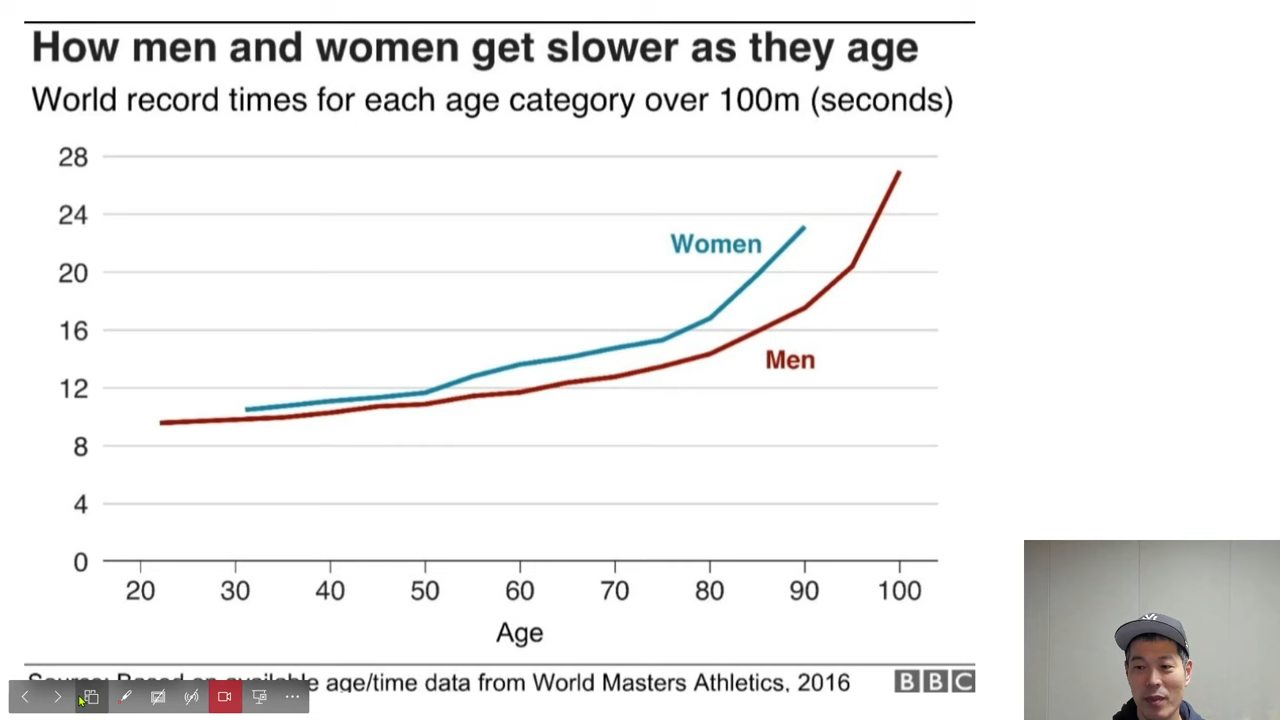 How men and women get slower as they age
World record times for each age category over 100m (seconds)
28
24
20
16
12
8
4
0
Women
Men
20 30 40 50 60 70 80 90 100
Age
age/time data from World Masters Athletics, 2016
BBC